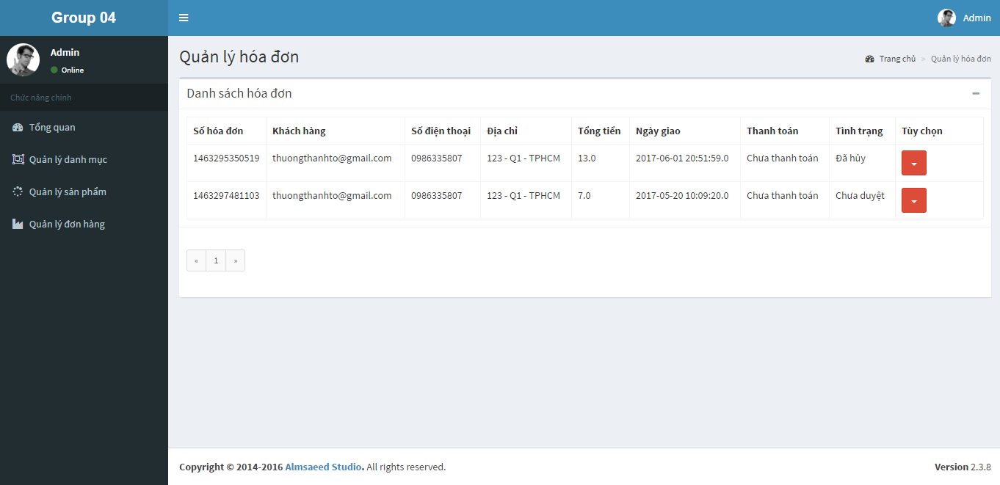 Group 04
Admin
Admin
Online
Chức năng chính
Tổng quan
Quản lý danh mục
Quản lý sản phẩm
Quản lý đơn hàng
Quản lý hóa đơn
Trang chủ > Quản lý hóa đơn
Danh sách hóa đơn
Số hóa đơn Khách hàng Số điện thoại Địa chỉ Tổng tiền Ngày giao Thanh toán Tình trạng Tùy chọn
1463295350519 thuongthanhto@gmail.com 0986335807 123 - Q1 - TPHCM 13.0 2017-06-01 20:51:59.0 Chưa thanh toán Đã hủy
1463297481103 thuongthanhto@gmail.com 0986335807 123 - Q1 - TPHCM 7.0 2017-05-20 10:09:20.0 Chưa thanh toán Chưa duyệt
« 1 »
Copyright © 2014-2016 Almsaeed Studio. All rights reserved.
Version 2.3.8